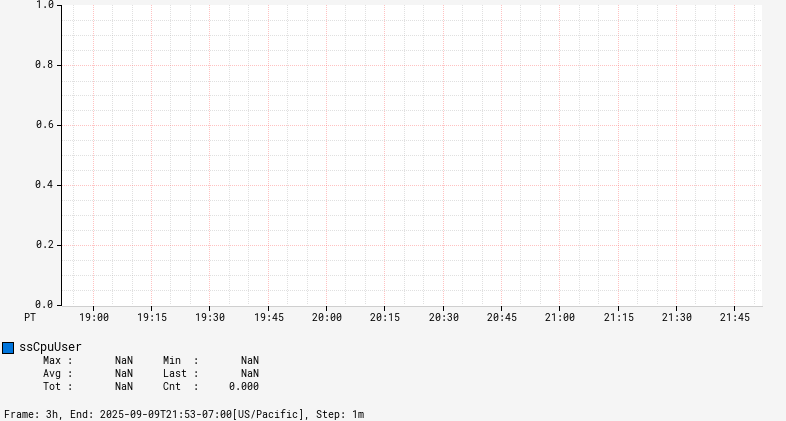 1.0
0.8
0.6
0.4
0.2
0.0
PT 19:00 19:15 19:30 19:45 20:00 20:15 20:30 20:45 21:00 21:15 21:30 21:45
ssCpuUser
Max : NaN Min : NaN
Avg : NaN Last : NaN
Tot : NaN Cnt : 0.000
Frame: 3h, End: 2025-09-09T21:53-07:00[US/Pacific], Step: 1m